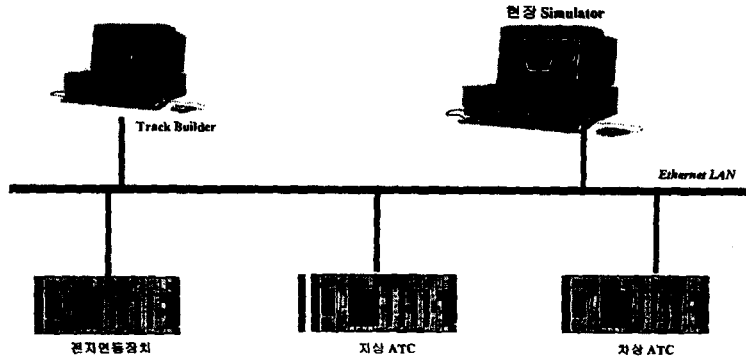 현장 Simulator
Track Builder
Ethernet LAN
전자연동장치
지상 ATC
차상 ATC